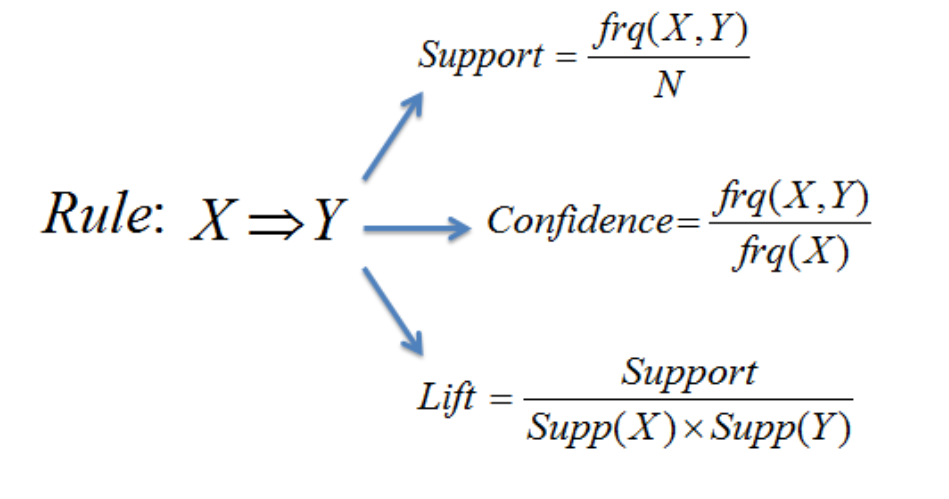 Support = frq(X,Y) / N
Rule: X ⇒ Y
Confidence = frq(X,Y) / frq(X)
Lift = Support / Supp(X) × Supp(Y)